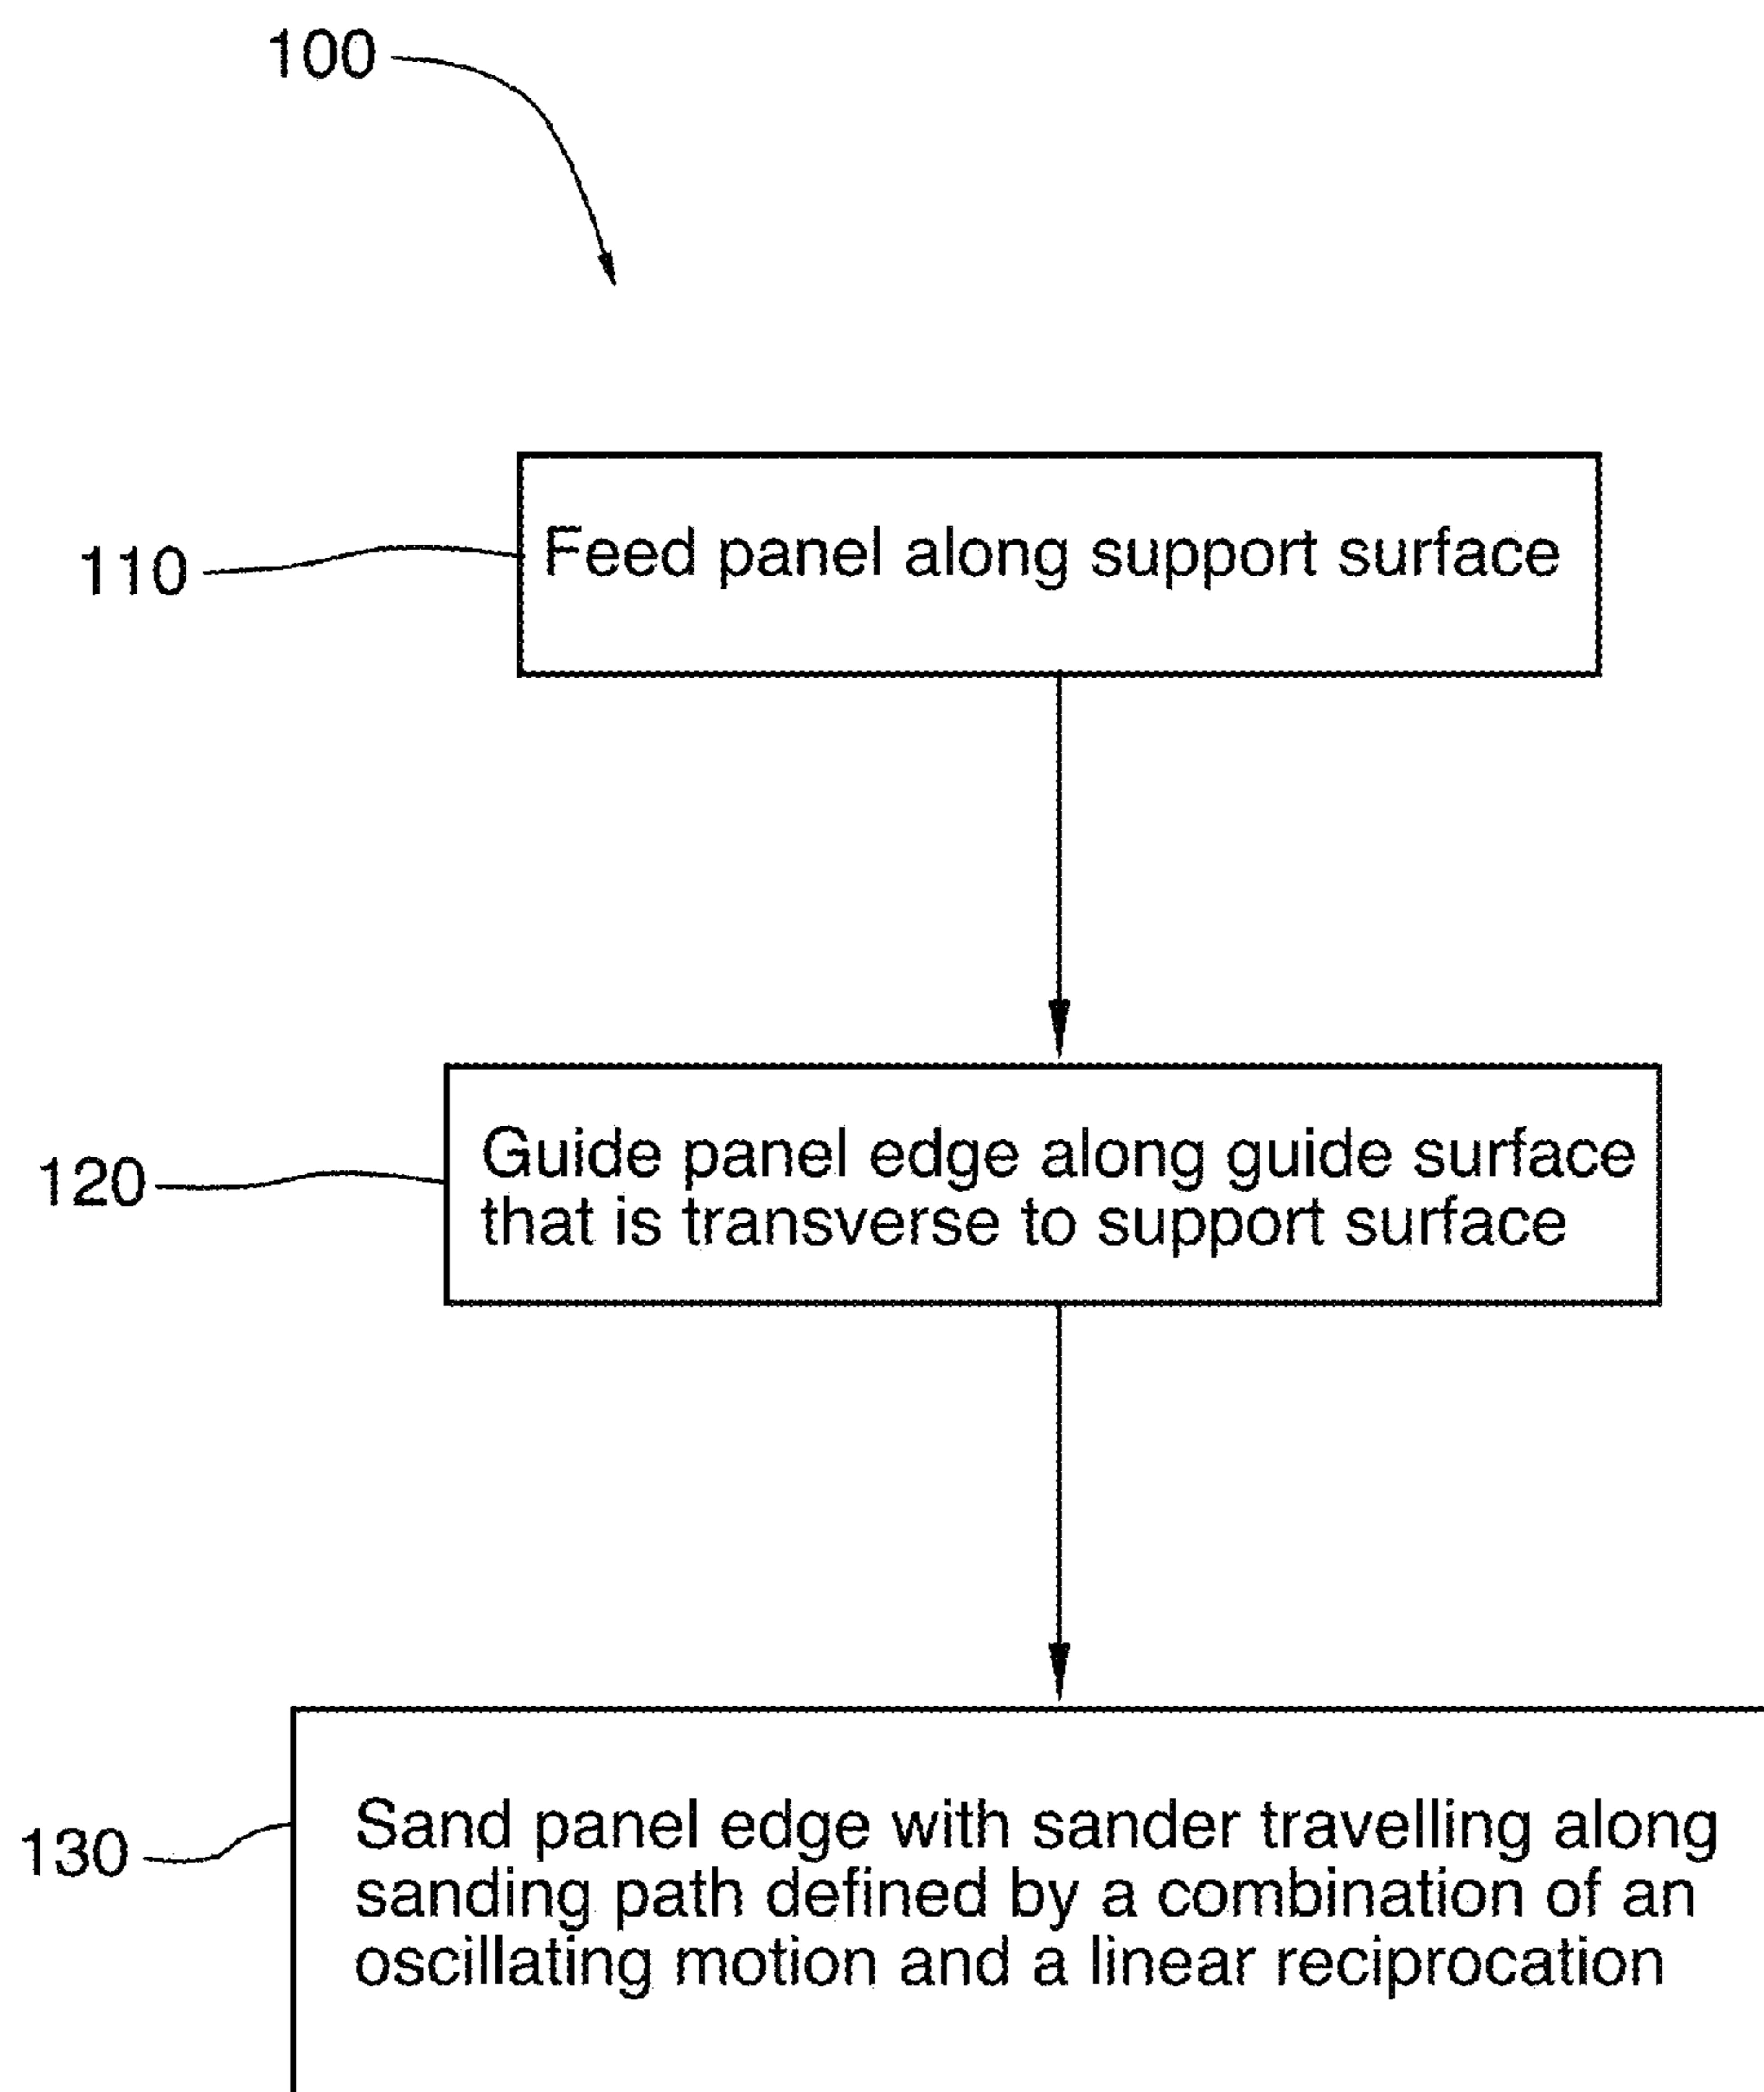 100
110
Feed panel along support surface
120
Guide panel edge along guide surface
that is transverse to support surface
130
Sand panel edge with sander travelling along
sanding path defined by a combination of an
oscillating motion and a linear reciprocation